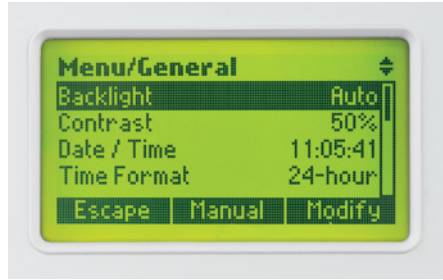 Menu/General
Backlight Auto
Contrast 50%
Date / Time 11:05:41
Time Format 24-hour
Escape Manual Modify